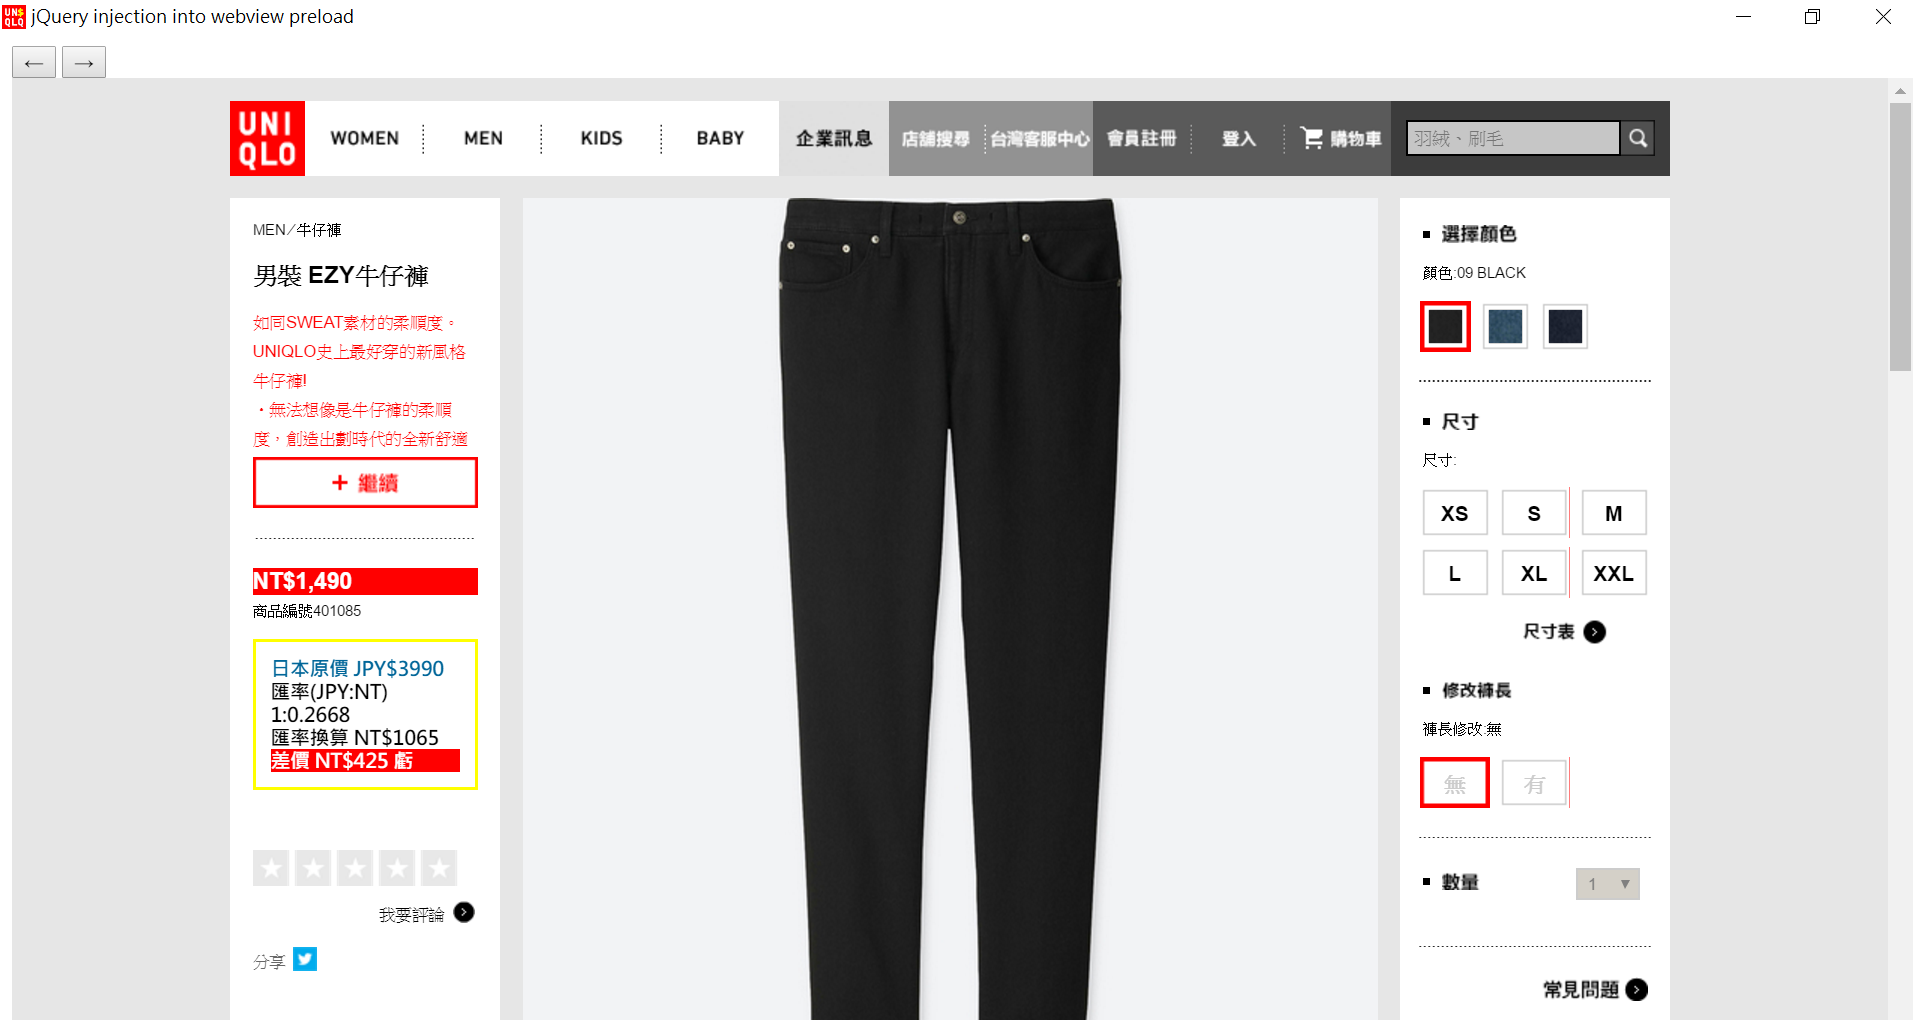 UNIQLO jQuery injection into webview preload
← →
UNI
QLO
WOMEN MEN KIDS BABY 企業訊息 店舖搜尋 台灣客服中心 會員註冊 登入 購物車 羽絨、刷毛
MEN/牛仔褲
男裝 EZY牛仔褲
如同SWEAT素材的柔順度。
UNIQLO史上最好穿的新風格
牛仔褲!
・無法想像是牛仔褲的柔順
度，創造出劃時代的全新舒適
+ 繼續
NT$1,490
商品編號401085
日本原價 JPY$3990
匯率(JPY:NT)
1:0.2668
匯率換算 NT$1065
差價 NT$425 虧
我要評論
分享
選擇顏色
顏色:09 BLACK
尺寸
尺寸:
XS S M
L XL XXL
尺寸表
修改褲長
褲長修改:無
無 有
數量 1 ▼
常見問題